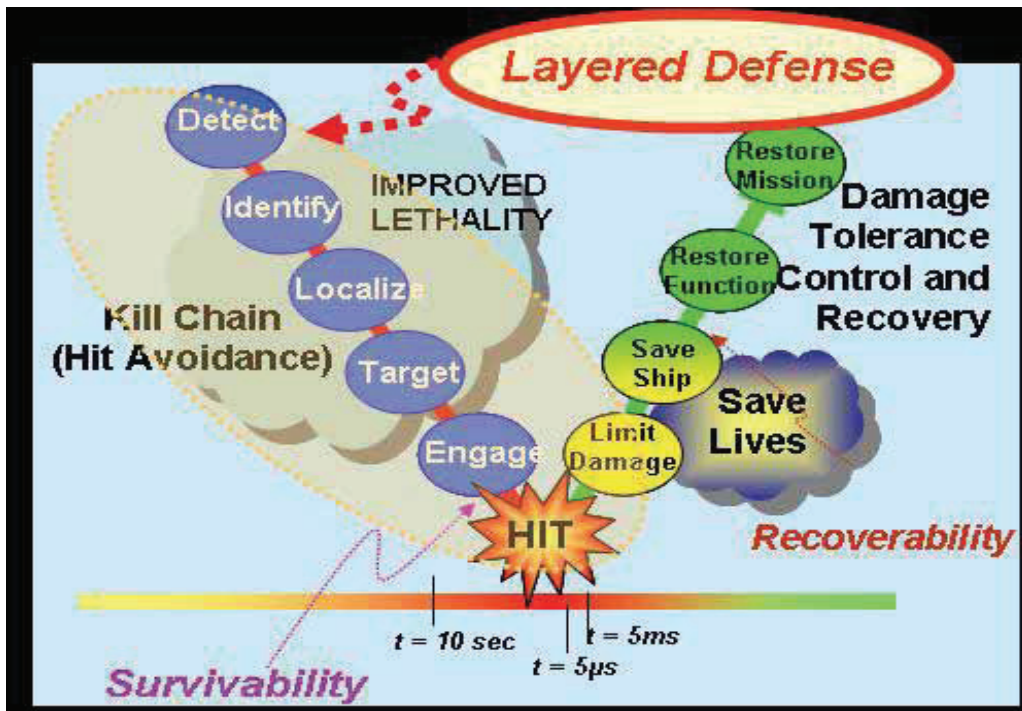 Layered Defense
Detect
Identify
Localize
Target
Engage
IMPROVED
LETHALITY
Kill Chain
(Hit Avoidance)
HIT
Restore
Mission
Restore
Function
Save
Ship
Limit
Damage
Damage
Tolerance
Control and
Recovery
Save
Lives
Recoverability
t = 10 sec
t = 5ms
t = 5µs
Survivability